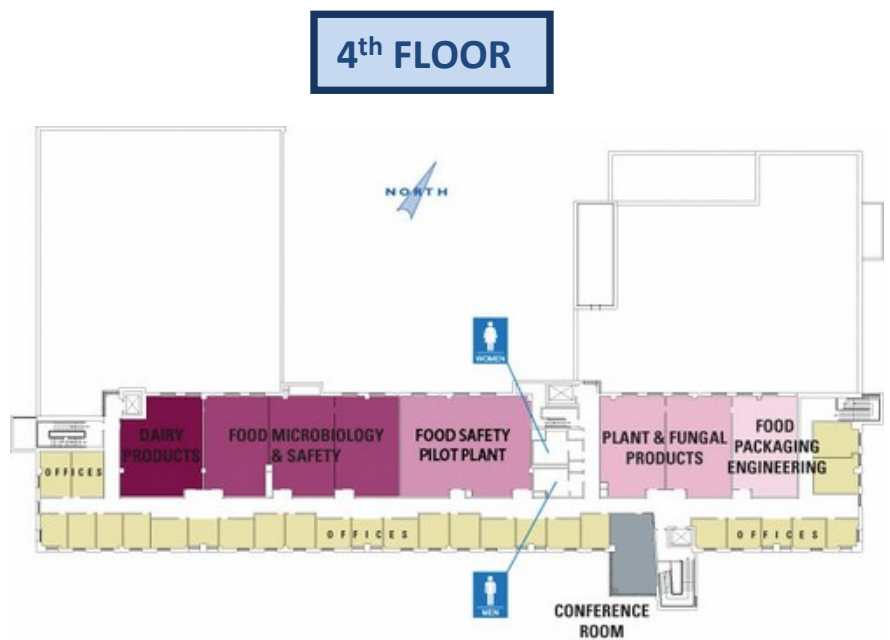 4th FLOOR
NORTH
WOMEN
DAIRY
PRODUCTS
FOOD MICROBIOLOGY
& SAFETY
FOOD SAFETY
PILOT PLANT
PLANT & FUNGAL
PRODUCTS
FOOD
PACKAGING
ENGINEERING
OFFICES
OFFICES
OFFICES
MEN
CONFERENCE
ROOM